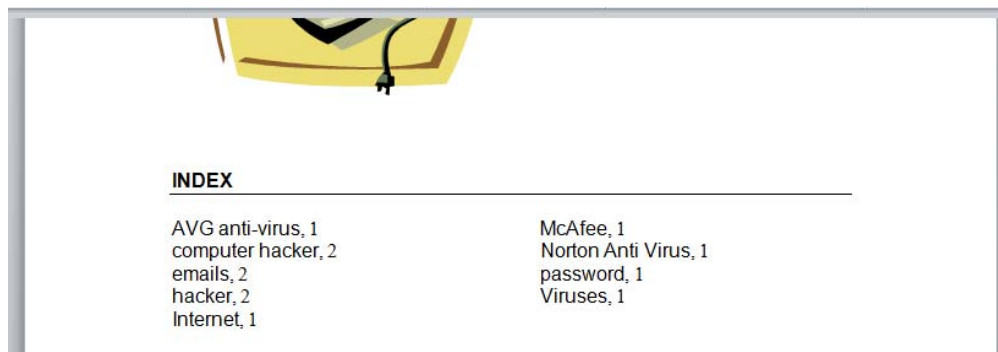 INDEX
AVG anti-virus, 1
computer hacker, 2
emails, 2
hacker, 2
Internet, 1
McAfee, 1
Norton Anti Virus, 1
password, 1
Viruses, 1